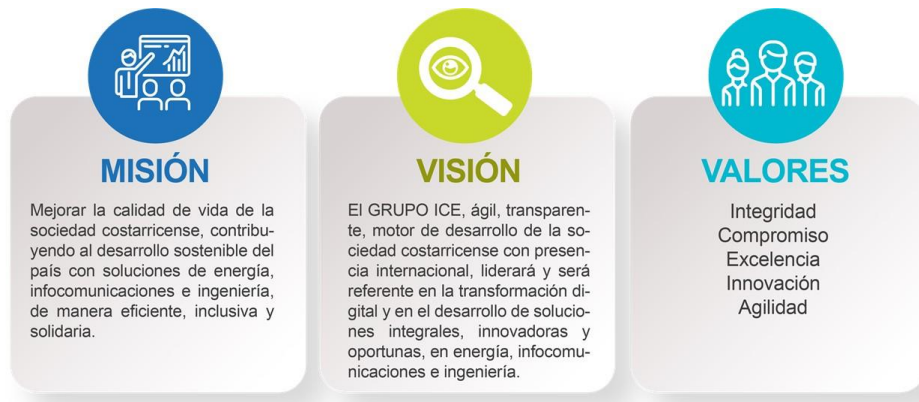 MISIÓN
Mejorar la calidad de vida de la
sociedad costarricense, contribu-
yendo al desarrollo sostenible del
país con soluciones de energía,
infocomunicaciones e ingeniería,
de manera eficiente, inclusiva y
solidaria.
VISIÓN
El GRUPO ICE, ágil, transparen-
te, motor de desarrollo de la so-
ciedad costarricense con presen-
cia internacional, liderará y será
referente en la transformación di-
gital y en el desarrollo de solucio-
nes integrales, innovadoras y
oportunas, en energía, infocomu-
nicaciones e ingeniería.
VALORES
Integridad
Compromiso
Excelencia
Innovación
Agilidad